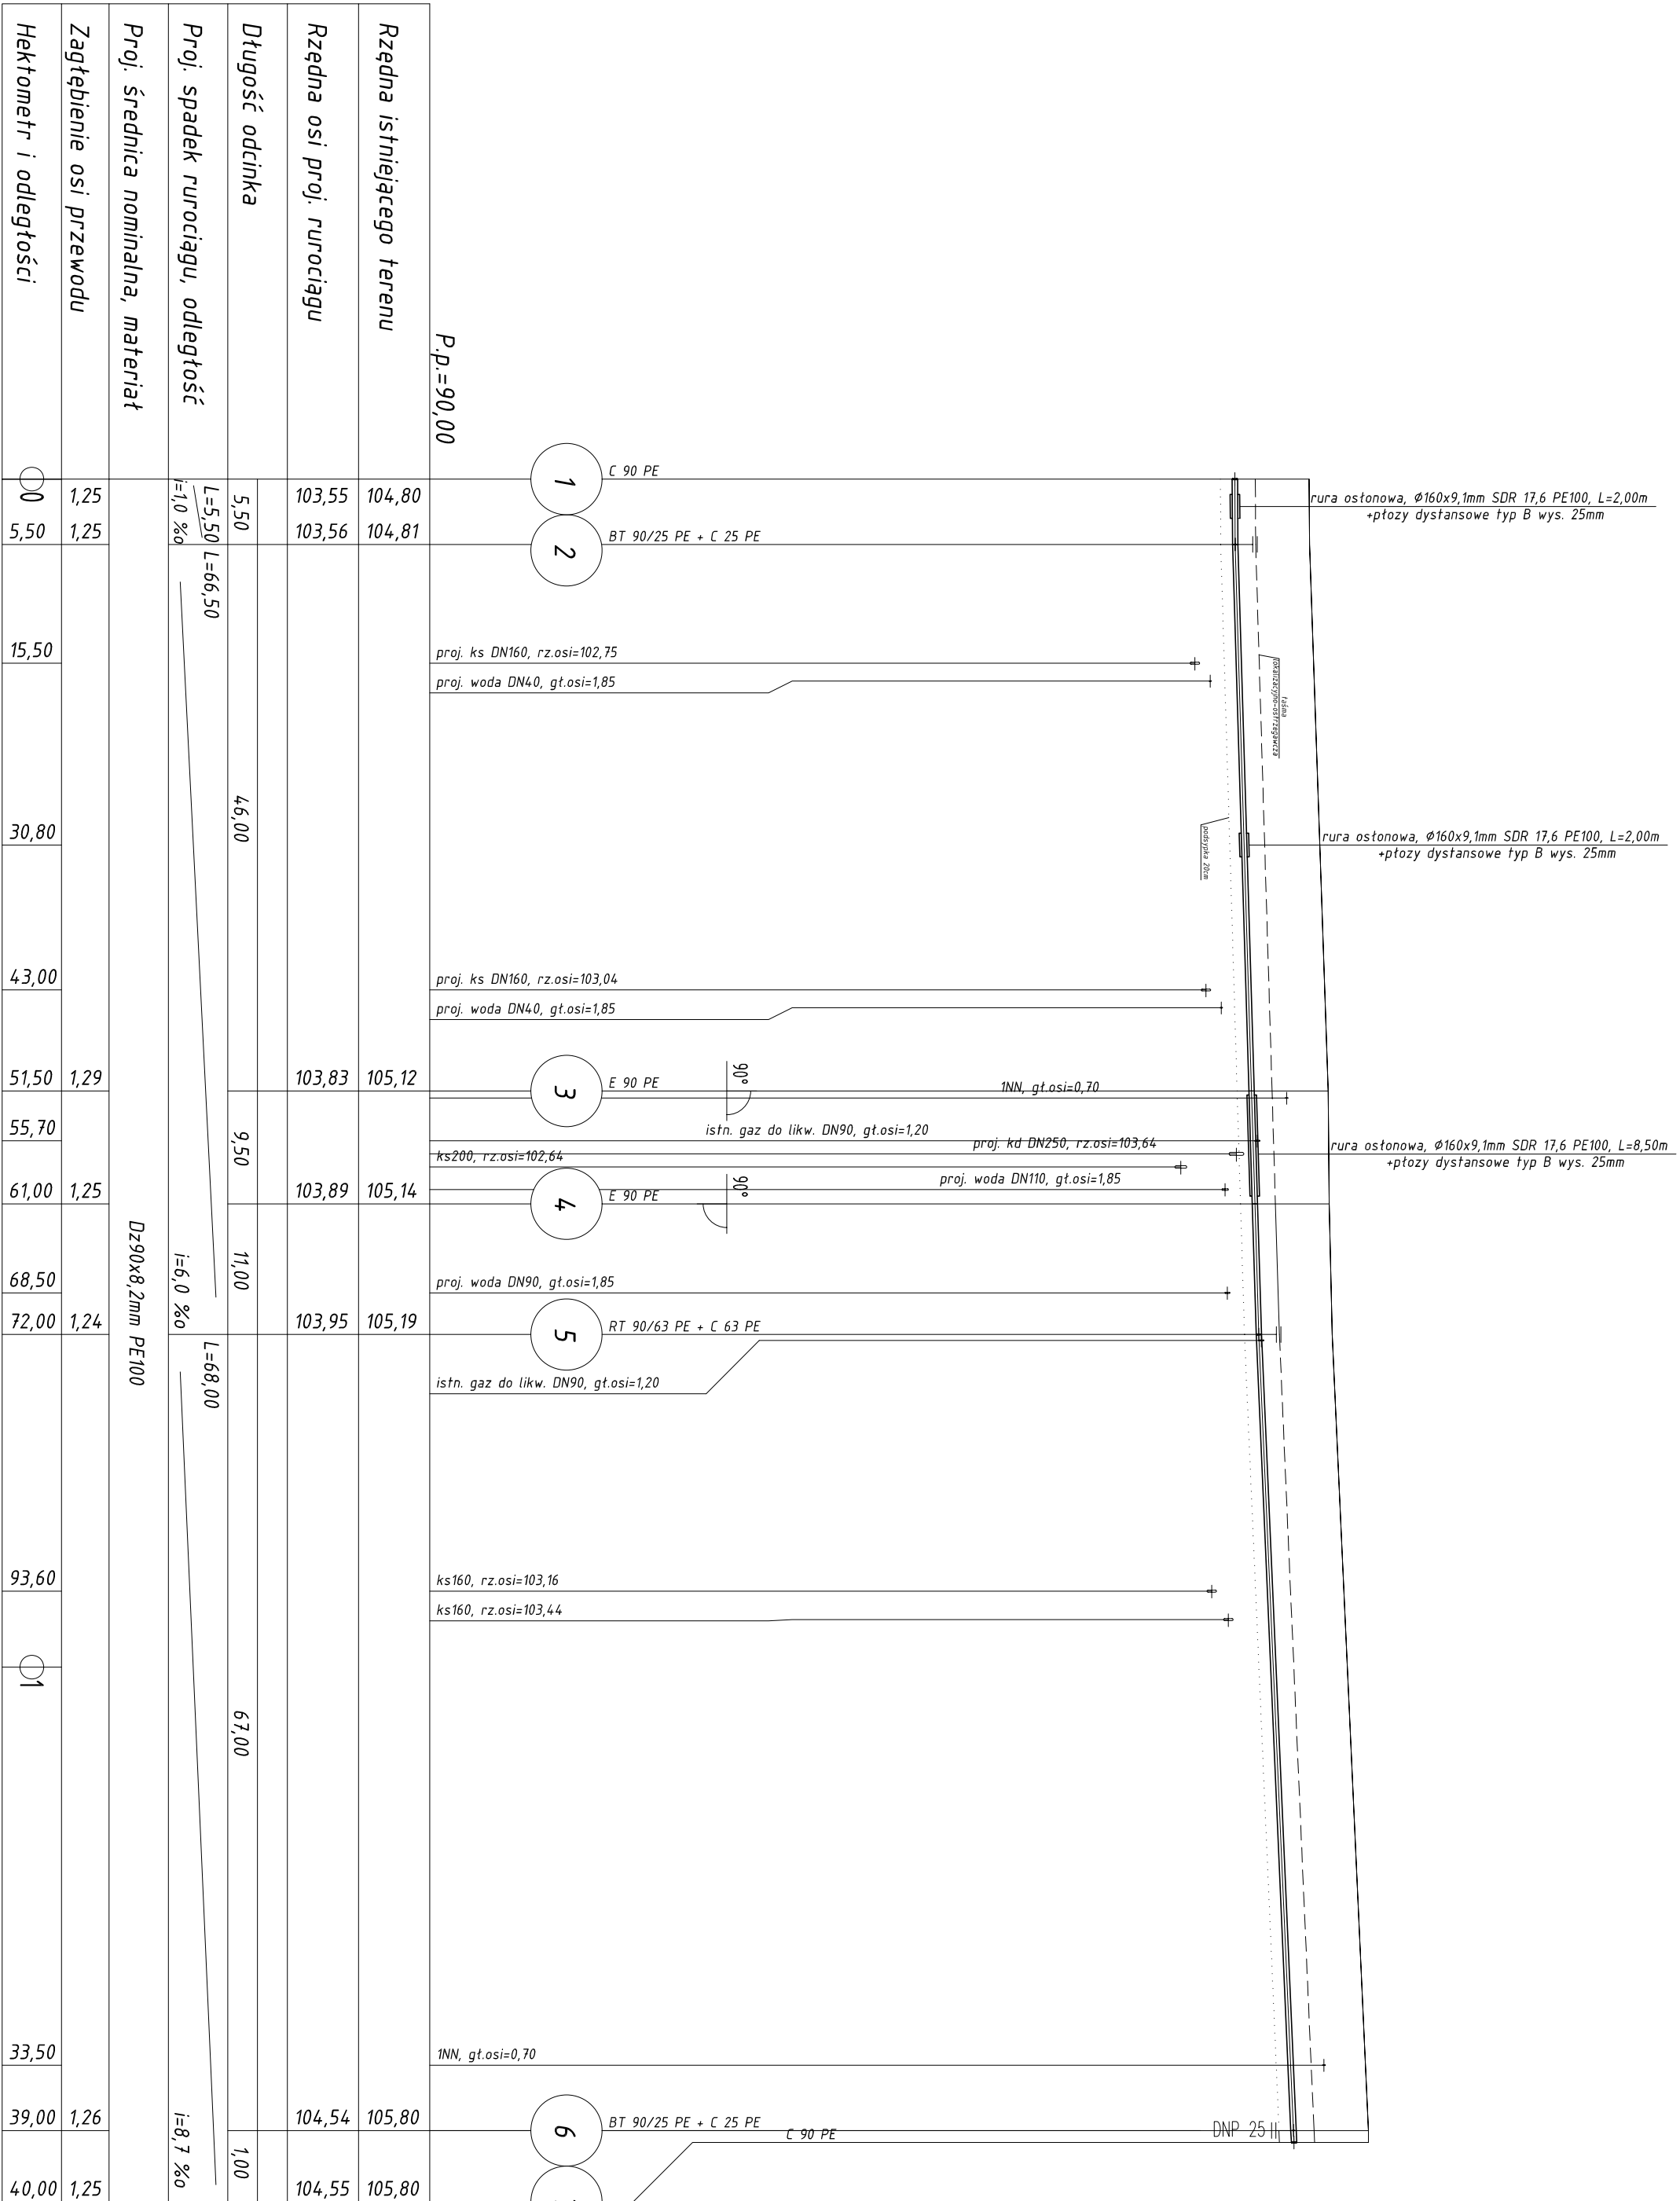 Rzędna istniejącego terenu
Rzędna osi proj. rurociągu
Długość odcinka
Proj. spadek rurociągu, odległość
Proj. średnica nominalna, materiał
Zagłębienie osi przewodu
Hektometr i odległości
P.p.=90,00
104,80
104,81
105,12
105,14
105,19
105,80
105,80
103,55
103,56
103,83
103,89
103,95
104,54
104,55
5,50
46,00
9,50
11,00
67,00
1,00
L=5,50
i=1,0 ‰
L=66,50
i=6,0 ‰
L=68,00
i=8,7 ‰
Dz90x8,2mm PE100
1,25
1,25
1,29
1,25
1,24
1,26
1,25
0
5,50
15,50
30,80
43,00
51,50
55,70
61,00
68,50
72,00
93,60
1
33,50
39,00
40,00
1
C 90 PE
2
BT 90/25 PE + C 25 PE
proj. ks DN160, rz.osi=102,75
proj. woda DN40, gł.osi=1,85
proj. ks DN160, rz.osi=103,04
proj. woda DN40, gł.osi=1,85
3
E 90 PE
90°
1NN, gł.osi=0,70
istn. gaz do likw. DN90, gł.osi=1,20
proj. kd DN250, rz.osi=103,64
ks200, rz.osi=102,64
proj. woda DN110, gł.osi=1,85
4
E 90 PE
90°
proj. woda DN90, gł.osi=1,85
5
RT 90/63 PE + C 63 PE
istn. gaz do likw. DN90, gł.osi=1,20
ks160, rz.osi=103,16
ks160, rz.osi=103,44
1NN, gł.osi=0,70
6
BT 90/25 PE + C 25 PE
C 90 PE
DNP 25
rura osłonowa, Ø160x9,1mm SDR 17,6 PE100, L=2,00m
+płozy dystansowe typ B wys. 25mm
taśma
lokalizacyjno-ostrzegawcza
podsypka 20cm
rura osłonowa, Ø160x9,1mm SDR 17,6 PE100, L=2,00m
+płozy dystansowe typ B wys. 25mm
rura osłonowa, Ø160x9,1mm SDR 17,6 PE100, L=8,50m
+płozy dystansowe typ B wys. 25mm